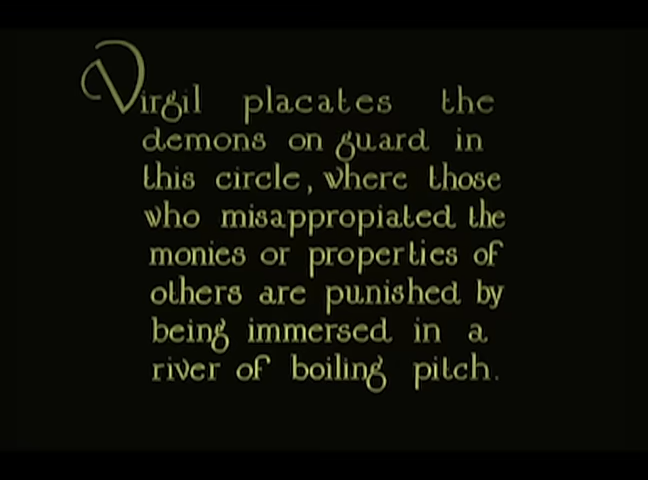 Virgil placates the
demons on guard in
this circle, where those
who misappropiated the
monies or properties of
others are punished by
being immersed in a
river of boiling pitch.